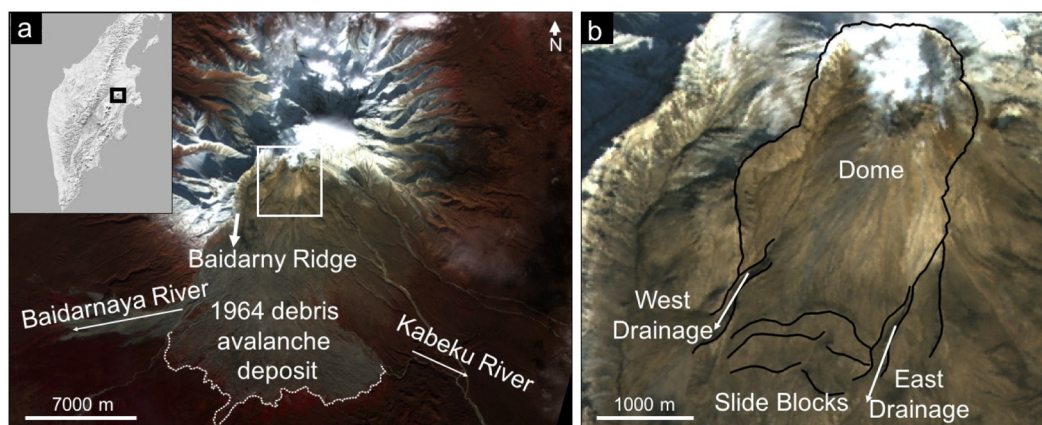 a
N
Baidarny Ridge
Baidarnaya River
1964 debris
avalanche
deposit
Kabeku River
7000 m
b
Dome
West
Drainage
East
Drainage
Slide Blocks
1000 m